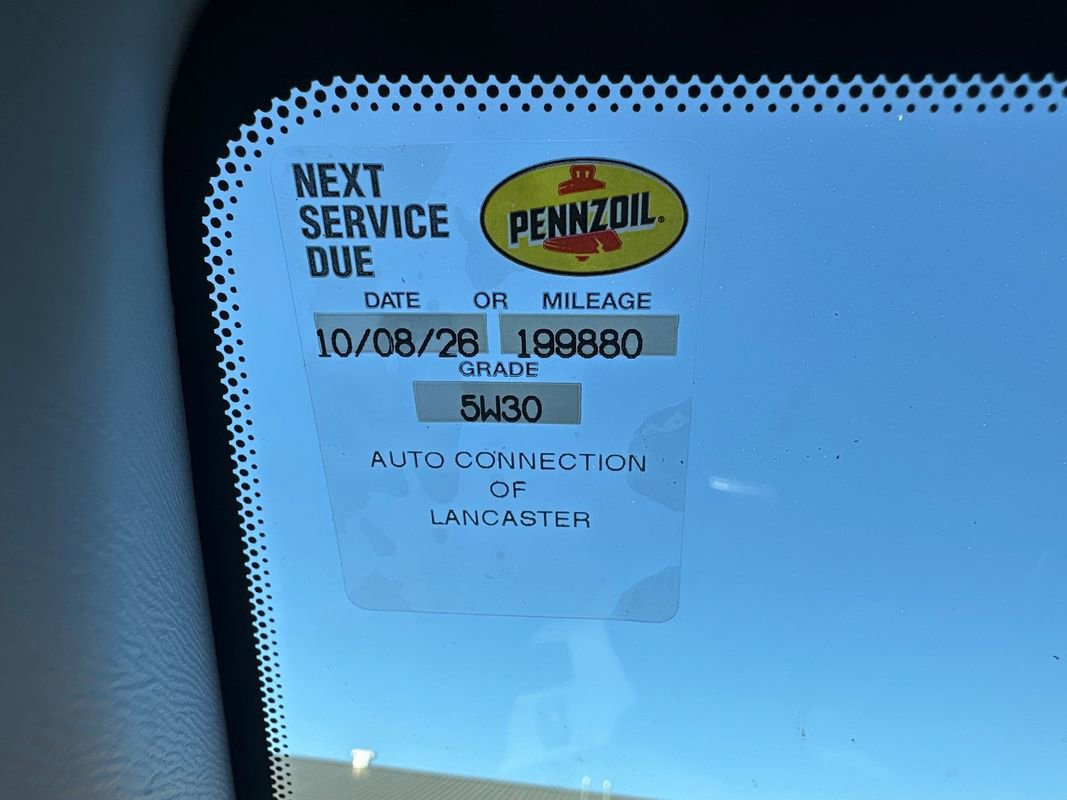 NEXT
SERVICE
DUE
PENNZOIL®
DATE OR MILEAGE
10/08/26 199880
GRADE
5W30
AUTO CONNECTION
OF
LANCASTER